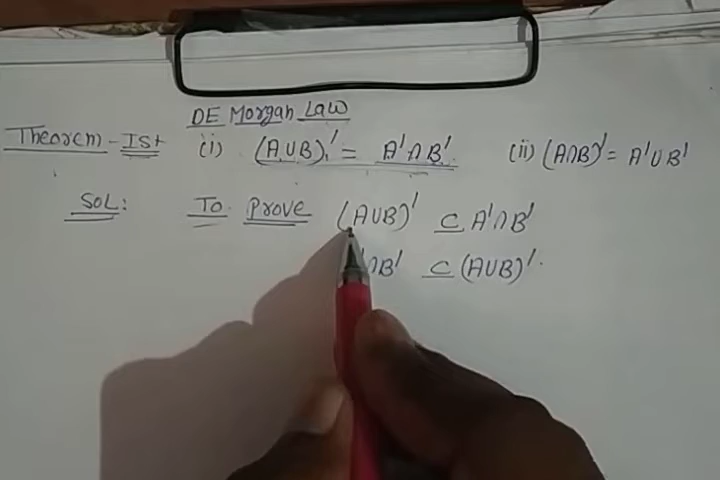 DE Morgan Law
Theorem - Ist (i) (A∪B)' = A'∩B' (ii) (A∩B)' = A'∪B'
SOL: To Prove (A∪B)' ⊆ A'∩B'
'∩B' ⊆ (A∪B)'.